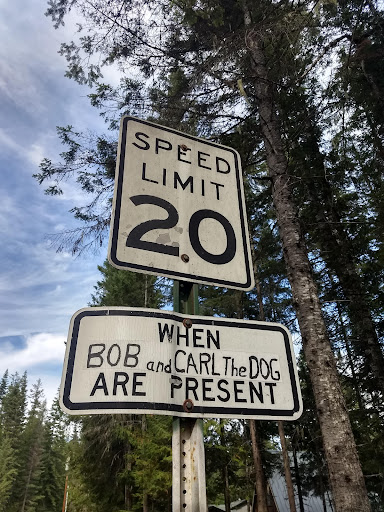 SPEED
LIMIT
20
WHEN
BOB and CARL The DOG
ARE PRESENT